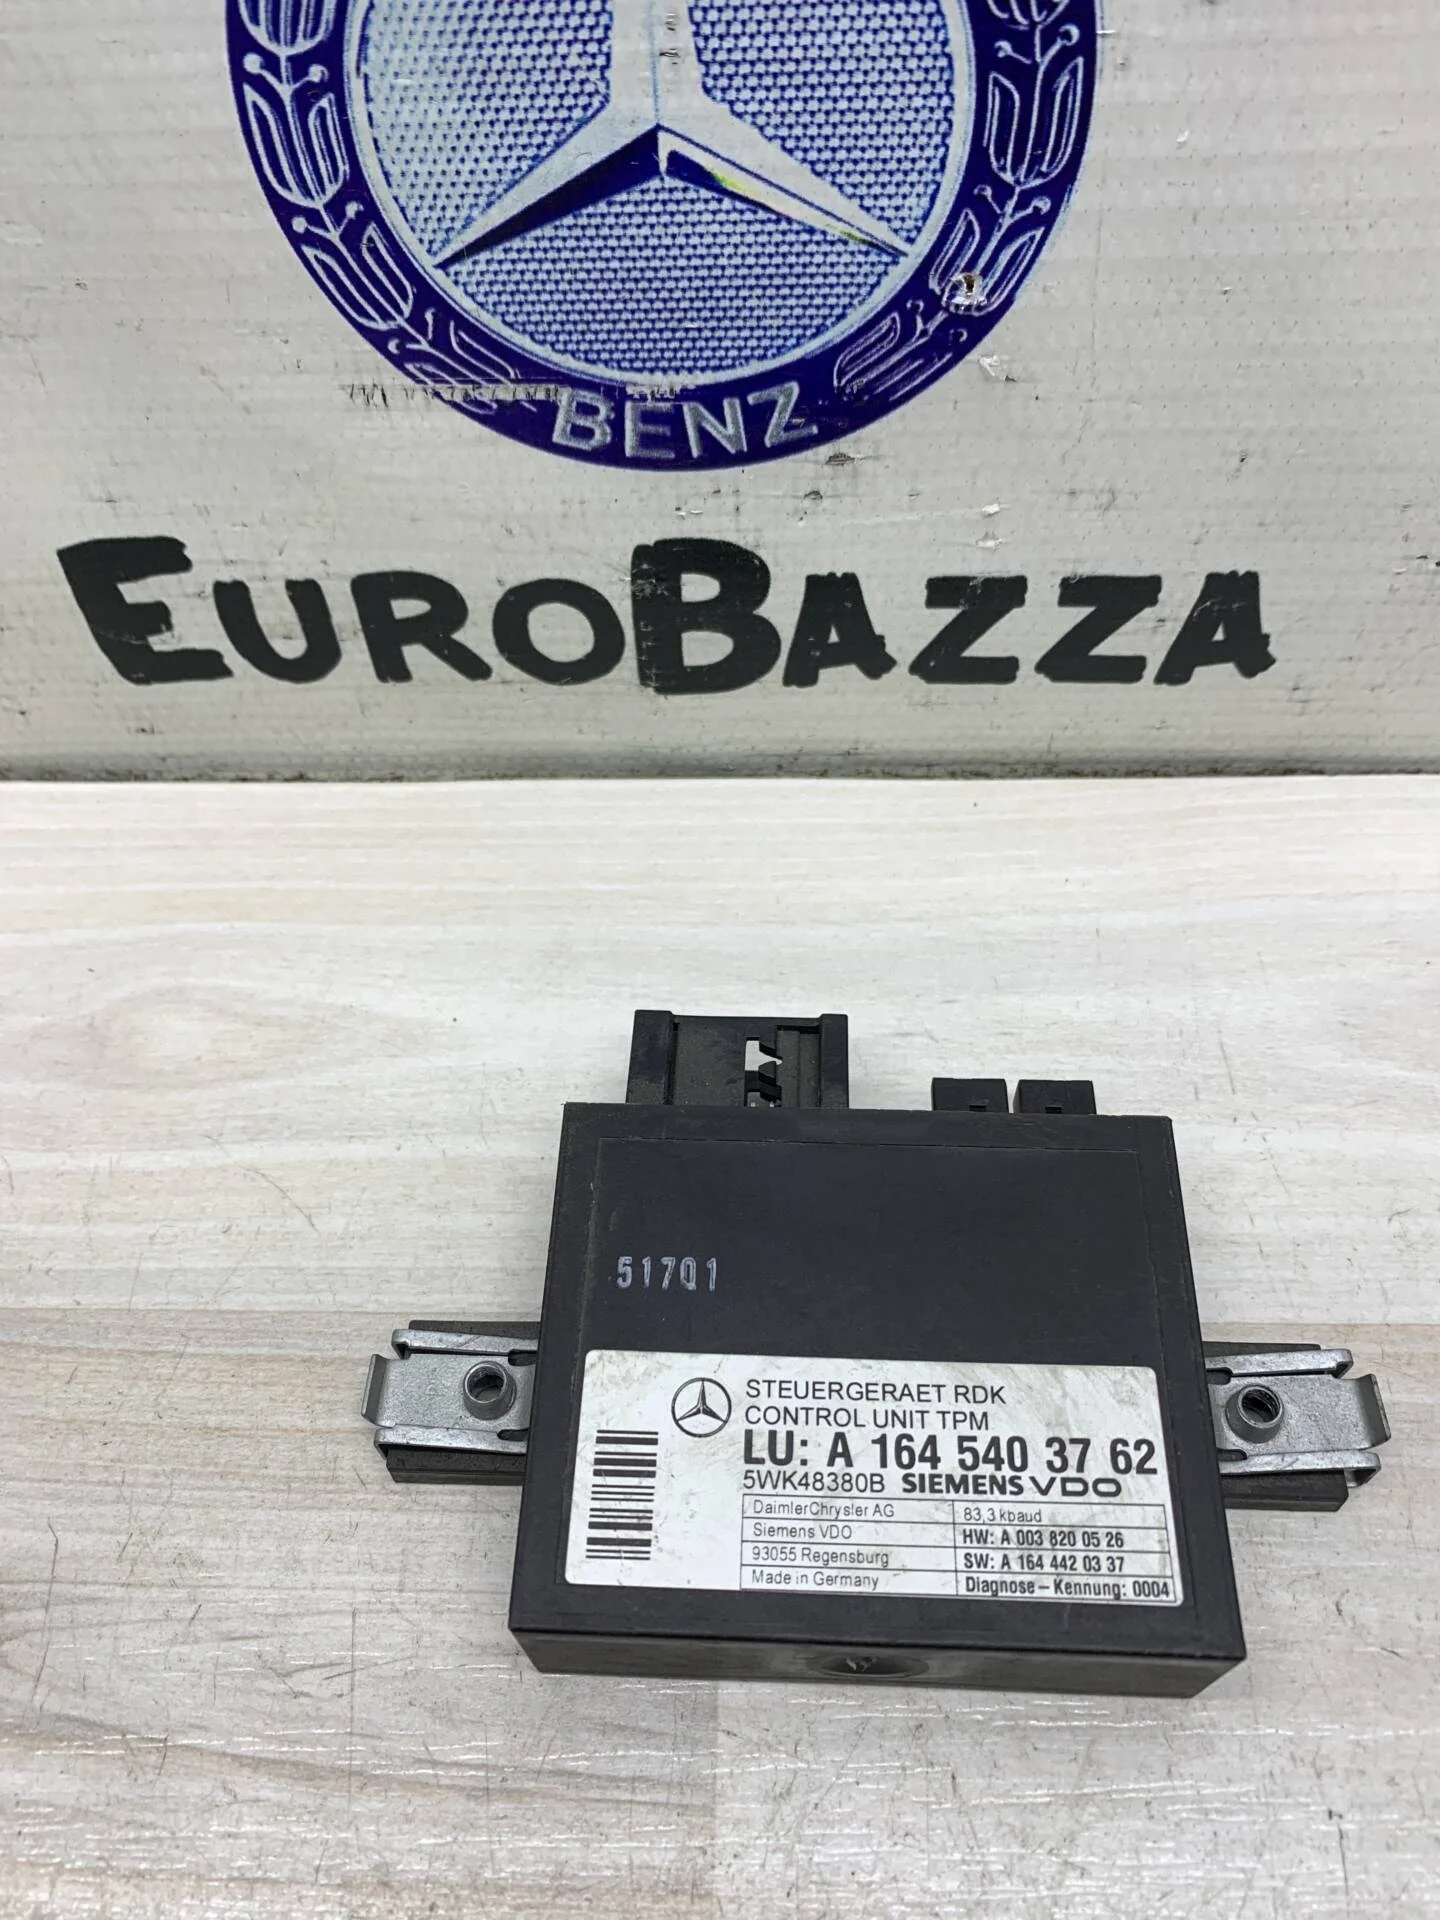 BENZ
EUROBAZZA
51701
STEUERGERAET RDK
CONTROL UNIT TPM
LU: A 164 540 37 62
5WK48380B SIEMENS VDO
DaimlerChrysler AG 83,3 kbaud
Siemens VDO HW: A 003 820 05 26
93055 Regensburg SW: A 164 442 03 37
Made in Germany Diagnose – Kennung: 0004